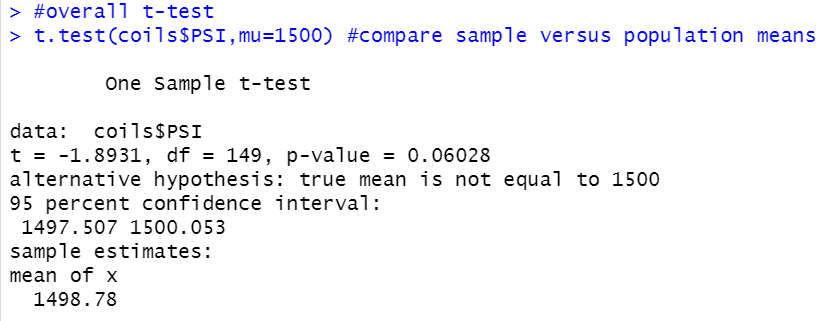 > #overall t-test
> t.test(coils$PSI,mu=1500) #compare sample versus population means
One Sample t-test
data:  coils$PSI
t = -1.8931, df = 149, p-value = 0.06028
alternative hypothesis: true mean is not equal to 1500
95 percent confidence interval:
1497.507 1500.053
sample estimates:
mean of x
1498.78